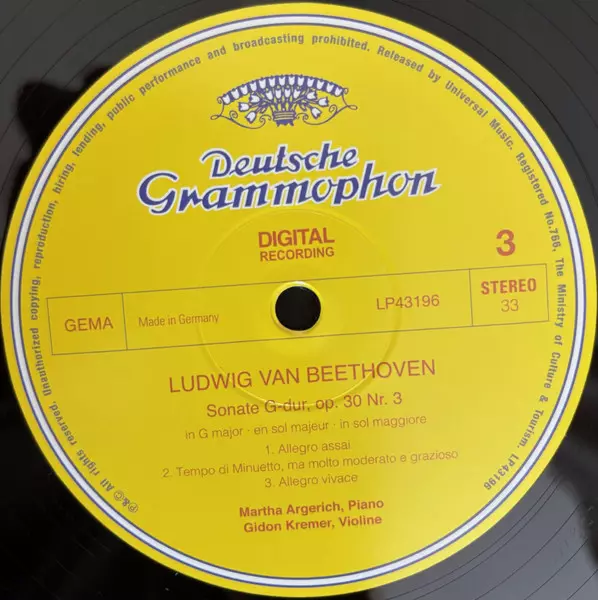 Unauthorized copying, reproduction, hiring, lending, public performance and broadcasting prohibited. Released by Universal Music. Registered No.766, The Ministry of Culture & Tourism. LP43196
Deutsche
Grammophon
DIGITAL
RECORDING
3
GEMA
Made in Germany
LP43196
STEREO
33
LUDWIG VAN BEETHOVEN
Sonate G-dur, op. 30 Nr. 3
in G major · en sol majeur · in sol maggiore
1. Allegro assai
2. Tempo di Minuetto, ma molto moderato e grazioso
3. Allegro vivace
Martha Argerich, Piano
Gidon Kremer, Violine
℗&© All rights reserved.